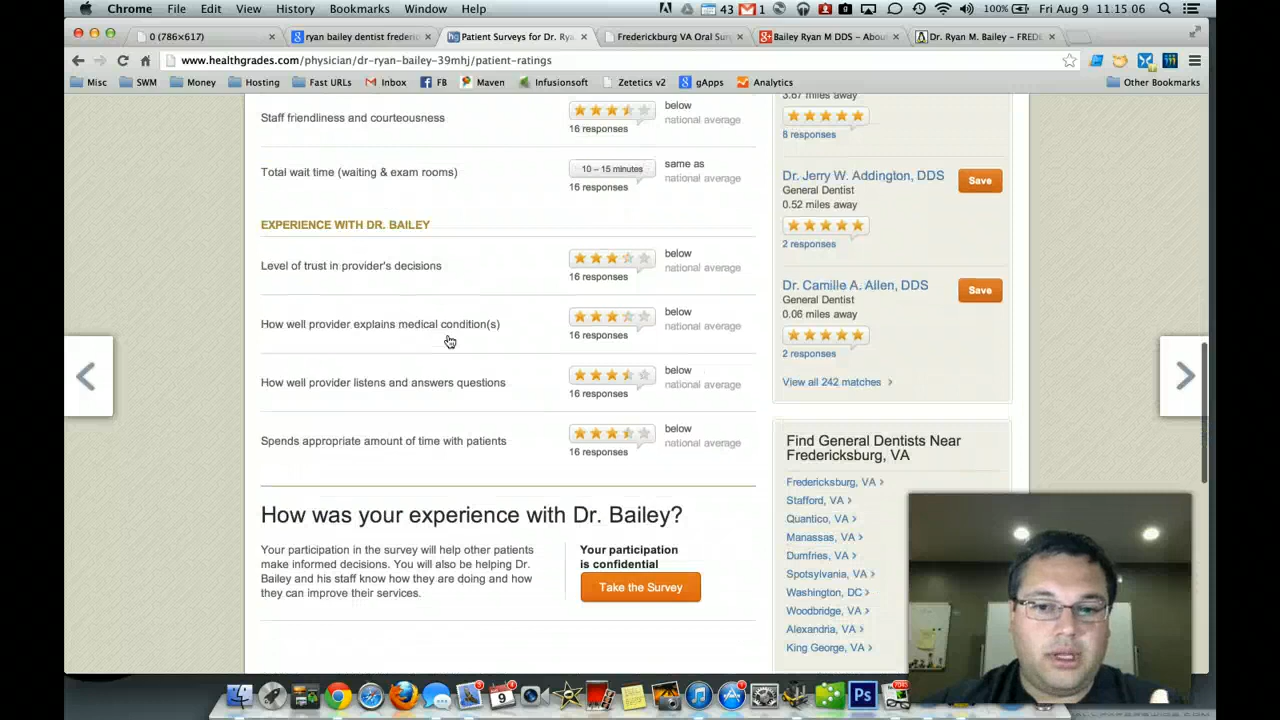 Chrome File Edit View History Bookmarks Window Help
43 1 100% Fri Aug 9 11:15:06
0 (786×617)
ryan bailey dentist frederic
Patient Surveys for Dr. Rya
Frederickburg VA Oral Sur
Bailey Ryan M DDS – Abou
Dr. Ryan M. Bailey – FREDE
www.healthgrades.com/physician/dr-ryan-bailey-39mhj/patient-ratings
Misc SWM Money Hosting Fast URLs Inbox FB Maven Infusionsoft Zetetics v2 gApps Analytics Other Bookmarks
Staff friendliness and courteousness
16 responses
below
national average
Total wait time (waiting & exam rooms)
10 – 15 minutes
16 responses
same as
national average
EXPERIENCE WITH DR. BAILEY
Level of trust in provider's decisions
16 responses
below
national average
How well provider explains medical condition(s)
16 responses
below
national average
How well provider listens and answers questions
16 responses
below
national average
Spends appropriate amount of time with patients
16 responses
below
national average
How was your experience with Dr. Bailey?
Your participation in the survey will help other patients
make informed decisions. You will also be helping Dr.
Bailey and his staff know how they are doing and how
they can improve their services.
Your participation
is confidential
Take the Survey
3.67 miles away
8 responses
Dr. Jerry W. Addington, DDS
General Dentist
0.52 miles away
2 responses
Save
Dr. Camille A. Allen, DDS
General Dentist
0.06 miles away
2 responses
Save
View all 242 matches
Find General Dentists Near
Fredericksburg, VA
Fredericksburg, VA
Stafford, VA
Quantico, VA
Manassas, VA
Dumfries, VA
Spotsylvania, VA
Washington, DC
Woodbridge, VA
Alexandria, VA
King George, VA
9
Ps